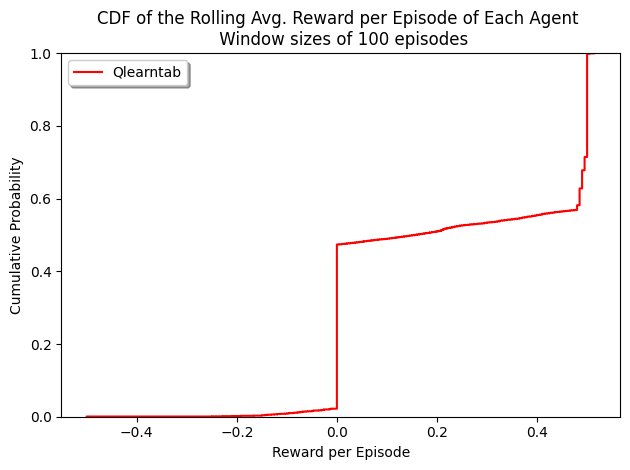 CDF of the Rolling Avg. Reward per Episode of Each Agent
Window sizes of 100 episodes
Qlearntab
Cumulative Probability
1.0
0.8
0.6
0.4
0.2
0.0
−0.4 −0.2 0.0 0.2 0.4
Reward per Episode